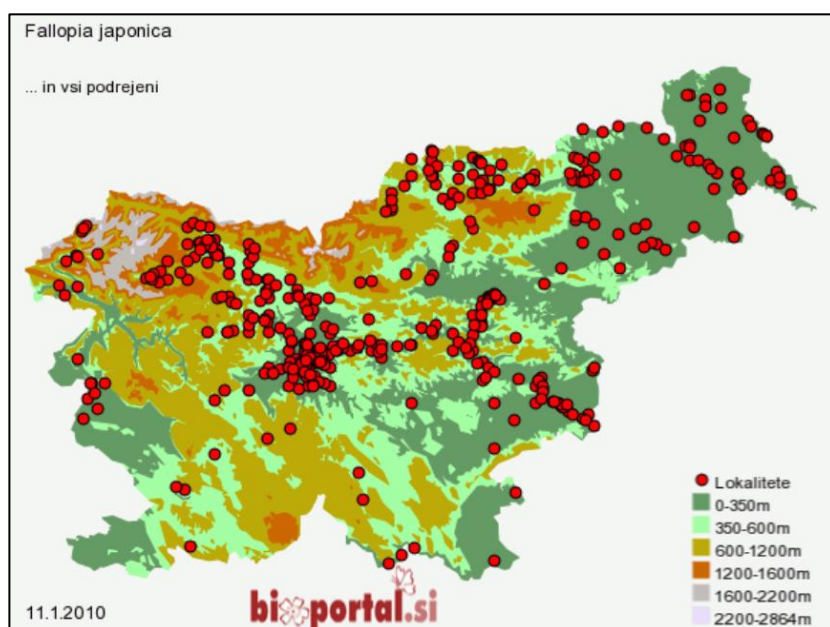 Fallopia japonica
... in vsi podrejeni
Lokalitete
0-350m
350-600m
600-1200m
1200-1600m
1600-2200m
2200-2864m
11.1.2010
bioportal.si